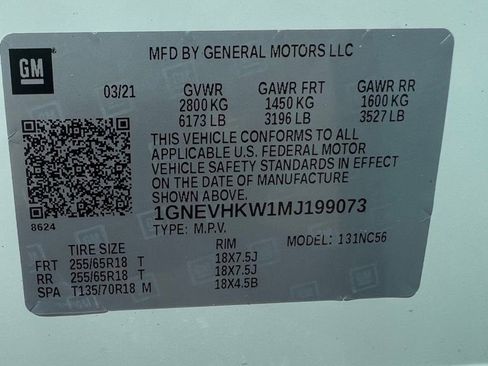 GM
MFD BY GENERAL MOTORS LLC
03/21 GVWR GAWR FRT GAWR RR
2800 KG 1450 KG 1600 KG
6173 LB 3196 LB 3527 LB
THIS VEHICLE CONFORMS TO ALL
APPLICABLE U.S. FEDERAL MOTOR
VEHICLE SAFETY STANDARDS IN EFFECT
ON THE DATE OF MANUFACTURE
SHOWN ABOVE.
8624
1GNEVHKW1MJ199073
TYPE: M.P.V. MODEL: 131NC56
TIRE SIZE RIM
FRT 255/65R18 T 18X7.5J
RR 255/65R18 T 18X7.5J
SPA T135/70R18 M 18X4.5B